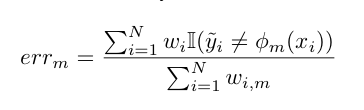 err_m = \frac{\sum_{i=1}^{N} w_i \mathbb{I}(\tilde{y}_i \neq \phi_m(x_i))}{\sum_{i=1}^{N} w_{i,m}}